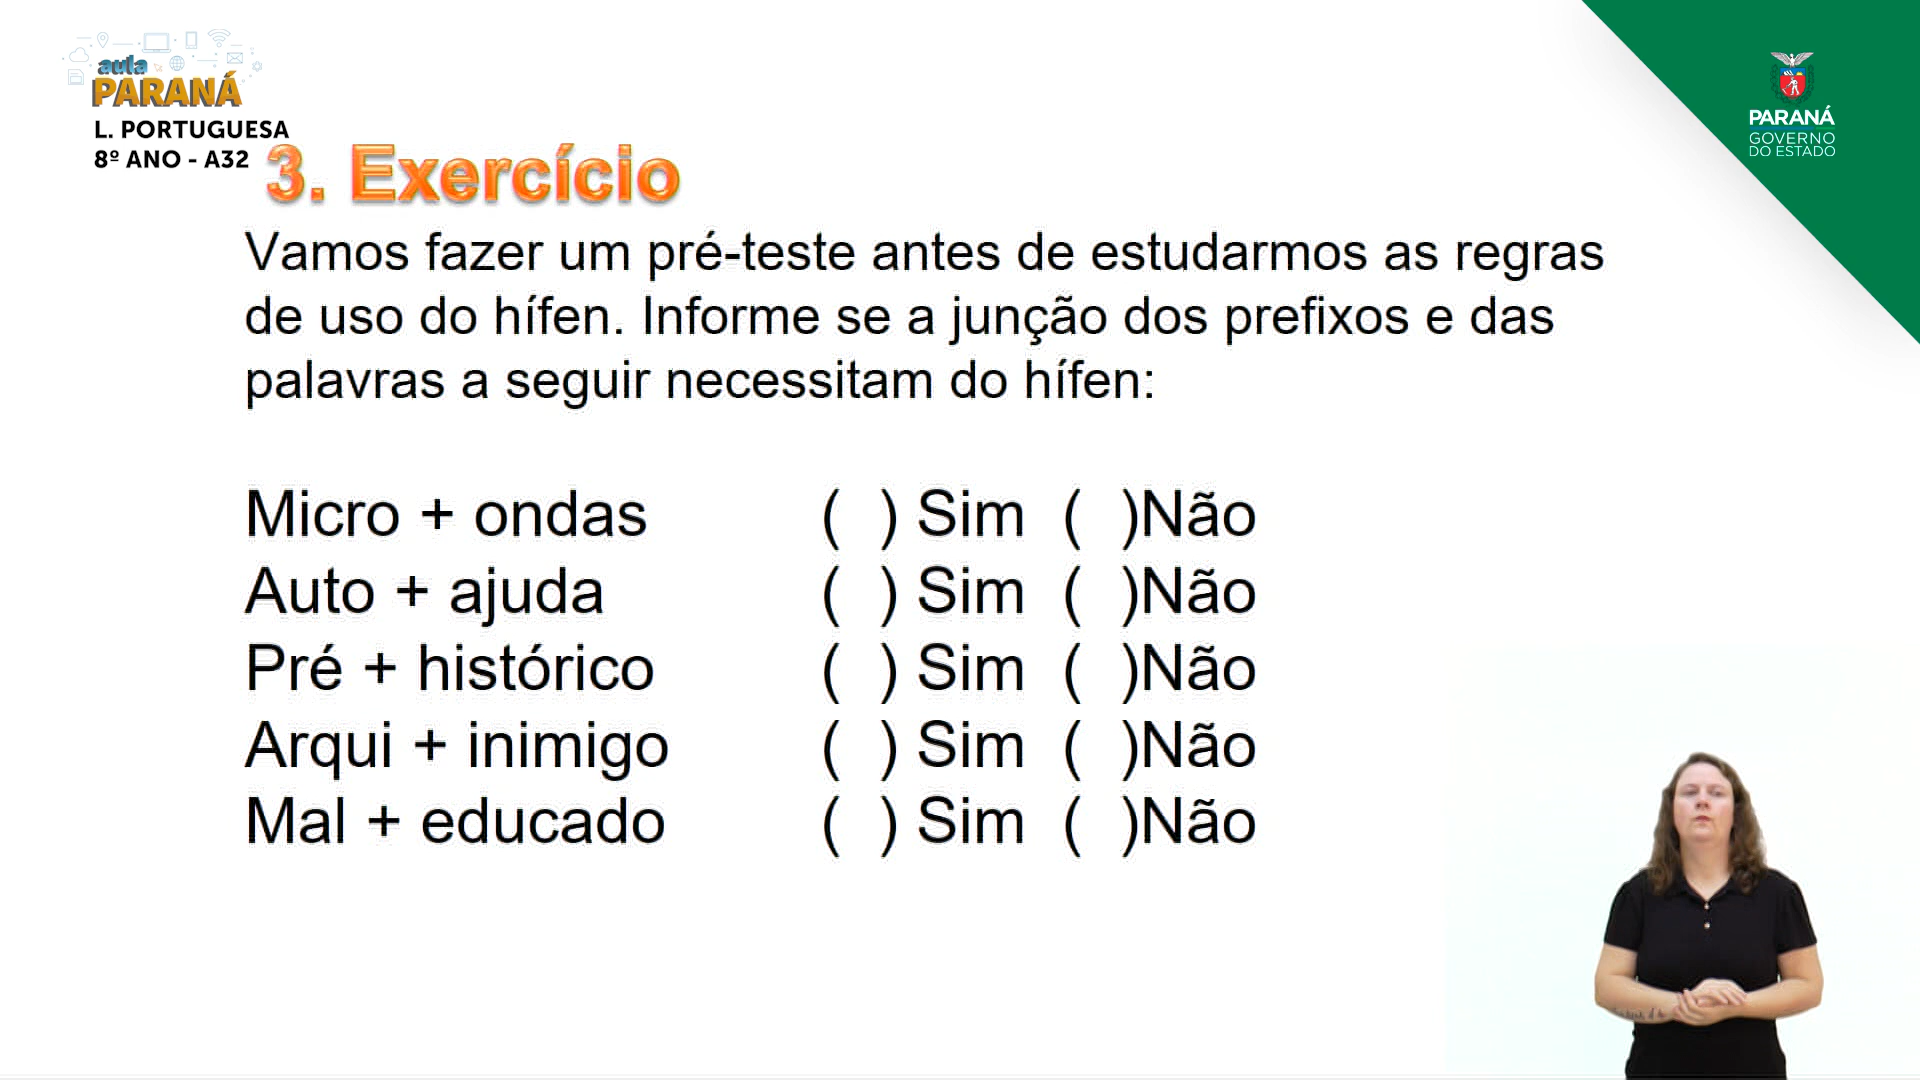 aula
PARANÁ
L. PORTUGUESA
8º ANO - A32
PARANÁ
GOVERNO
DO ESTADO
3. Exercício
Vamos fazer um pré-teste antes de estudarmos as regras
de uso do hífen. Informe se a junção dos prefixos e das
palavras a seguir necessitam do hífen:
Micro + ondas ( ) Sim ( )Não
Auto + ajuda ( ) Sim ( )Não
Pré + histórico ( ) Sim ( )Não
Arqui + inimigo ( ) Sim ( )Não
Mal + educado ( ) Sim ( )Não